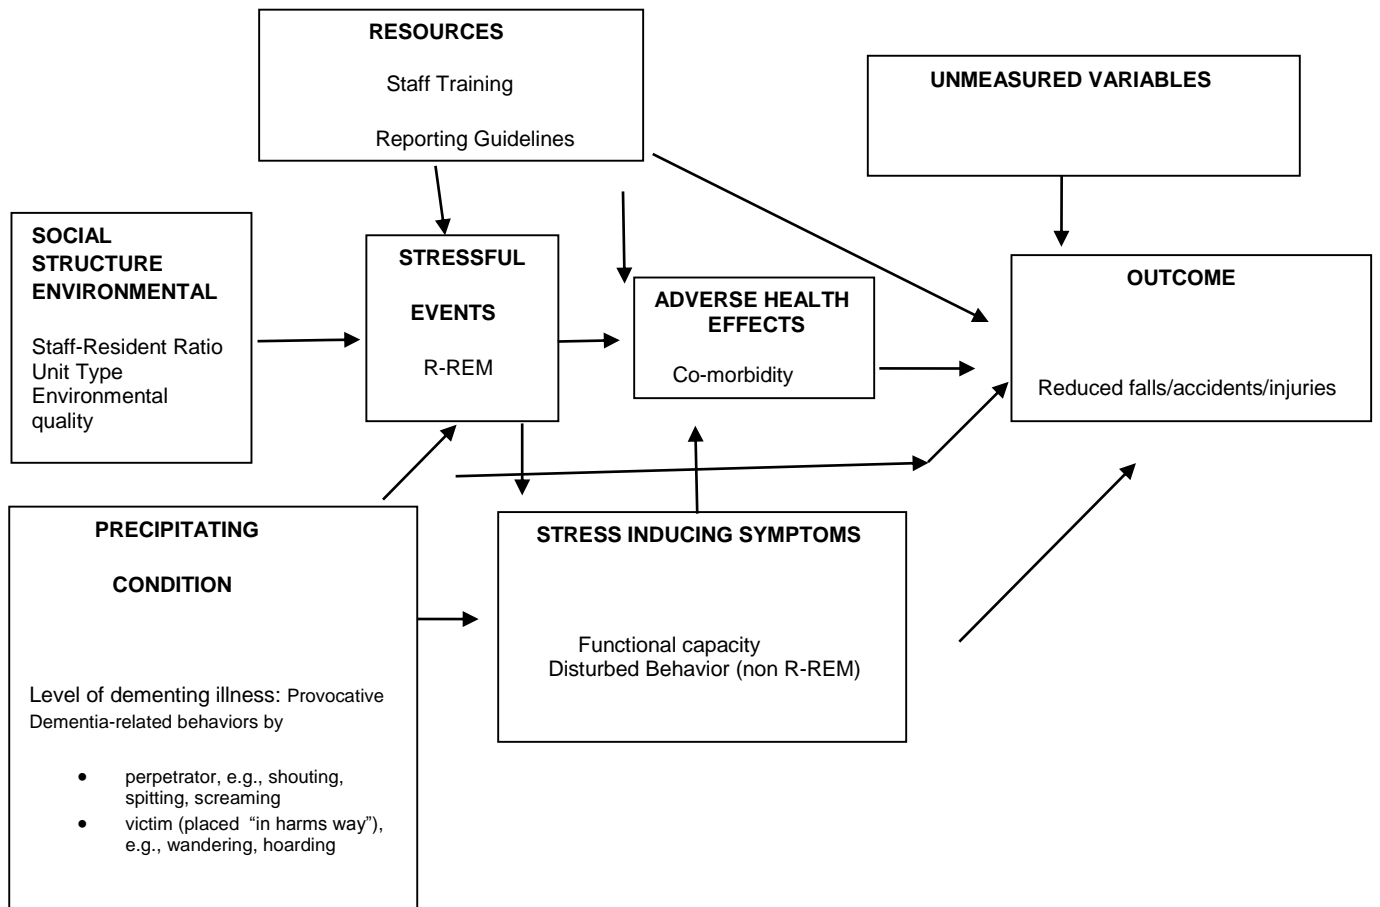 RESOURCES
Staff Training
Reporting Guidelines
UNMEASURED VARIABLES
SOCIAL
STRUCTURE
ENVIRONMENTAL
Staff-Resident Ratio
Unit Type
Environmental
quality
STRESSFUL
EVENTS
R-REM
ADVERSE HEALTH
EFFECTS
Co-morbidity
OUTCOME
Reduced falls/accidents/injuries
PRECIPITATING
CONDITION
Level of dementing illness: Provocative
Dementia-related behaviors by
• perpetrator, e.g., shouting,
spitting, screaming
• victim (placed “in harms way”),
e.g., wandering, hoarding
STRESS INDUCING SYMPTOMS
Functional capacity
Disturbed Behavior (non R-REM)